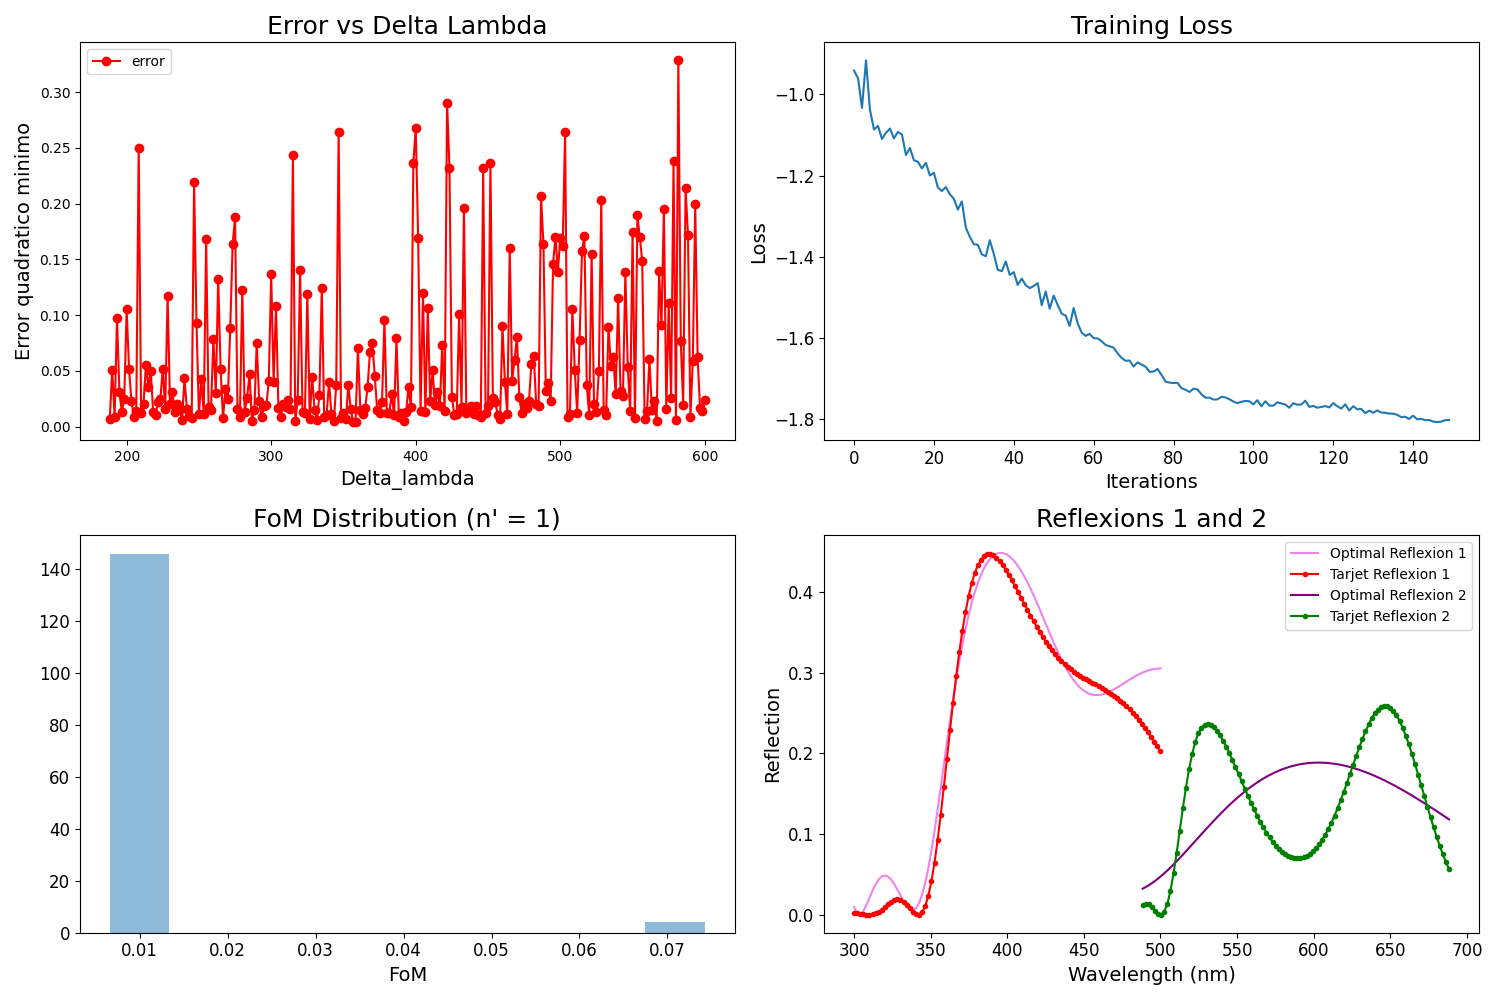 Error vs Delta Lambda
error
0.30
0.25
0.20
0.15
0.10
0.05
0.00
Error quadratico minimo
200 300 400 500 600
Delta_lambda
Training Loss
−1.0
−1.2
−1.4
−1.6
−1.8
Loss
0 20 40 60 80 100 120 140
Iterations
FoM Distribution (n' = 1)
140
120
100
80
60
40
20
0
0.01 0.02 0.03 0.04 0.05 0.06 0.07
FoM
Reflexions 1 and 2
Optimal Reflexion 1
Tarjet Reflexion 1
Optimal Reflexion 2
Tarjet Reflexion 2
0.4
0.3
0.2
0.1
0.0
Reflection
300 350 400 450 500 550 600 650 700
Wavelength (nm)